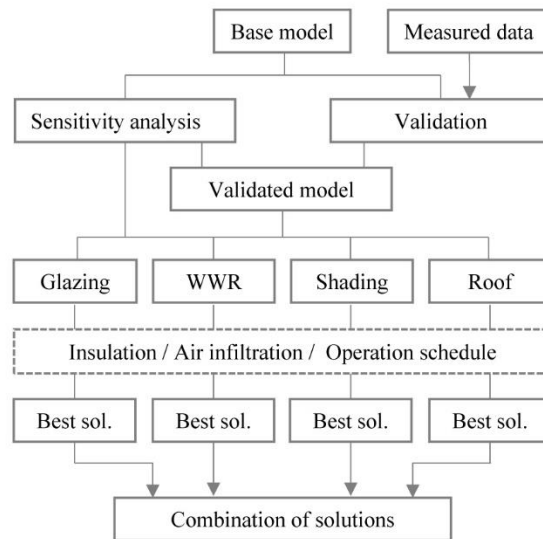 Base model
Measured data
Sensitivity analysis
Validation
Validated model
Glazing
WWR
Shading
Roof
Insulation / Air infiltration / Operation schedule
Best sol.
Best sol.
Best sol.
Best sol.
Combination of solutions